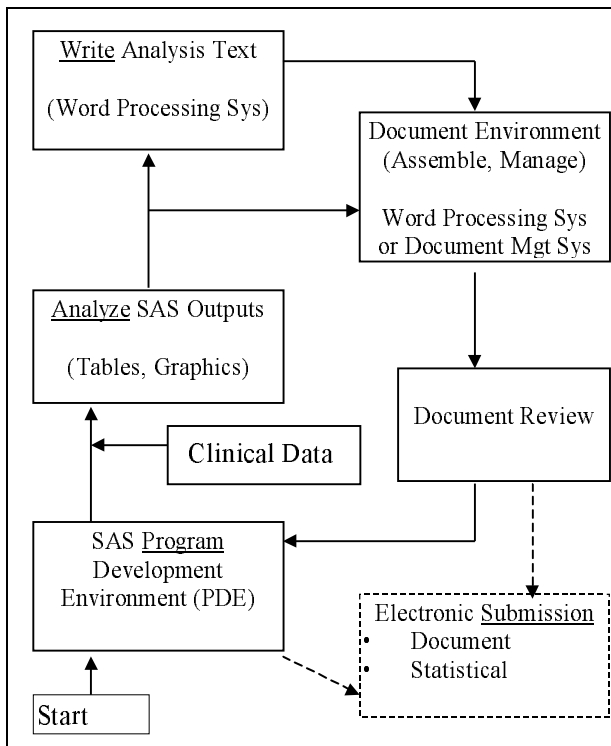 Write Analysis Text
(Word Processing Sys)
Document Environment
(Assemble, Manage)
Word Processing Sys
or Document Mgt Sys
Analyze SAS Outputs
(Tables, Graphics)
Document Review
Clinical Data
SAS Program
Development
Environment (PDE)
Electronic Submission
• Document
• Statistical
Start